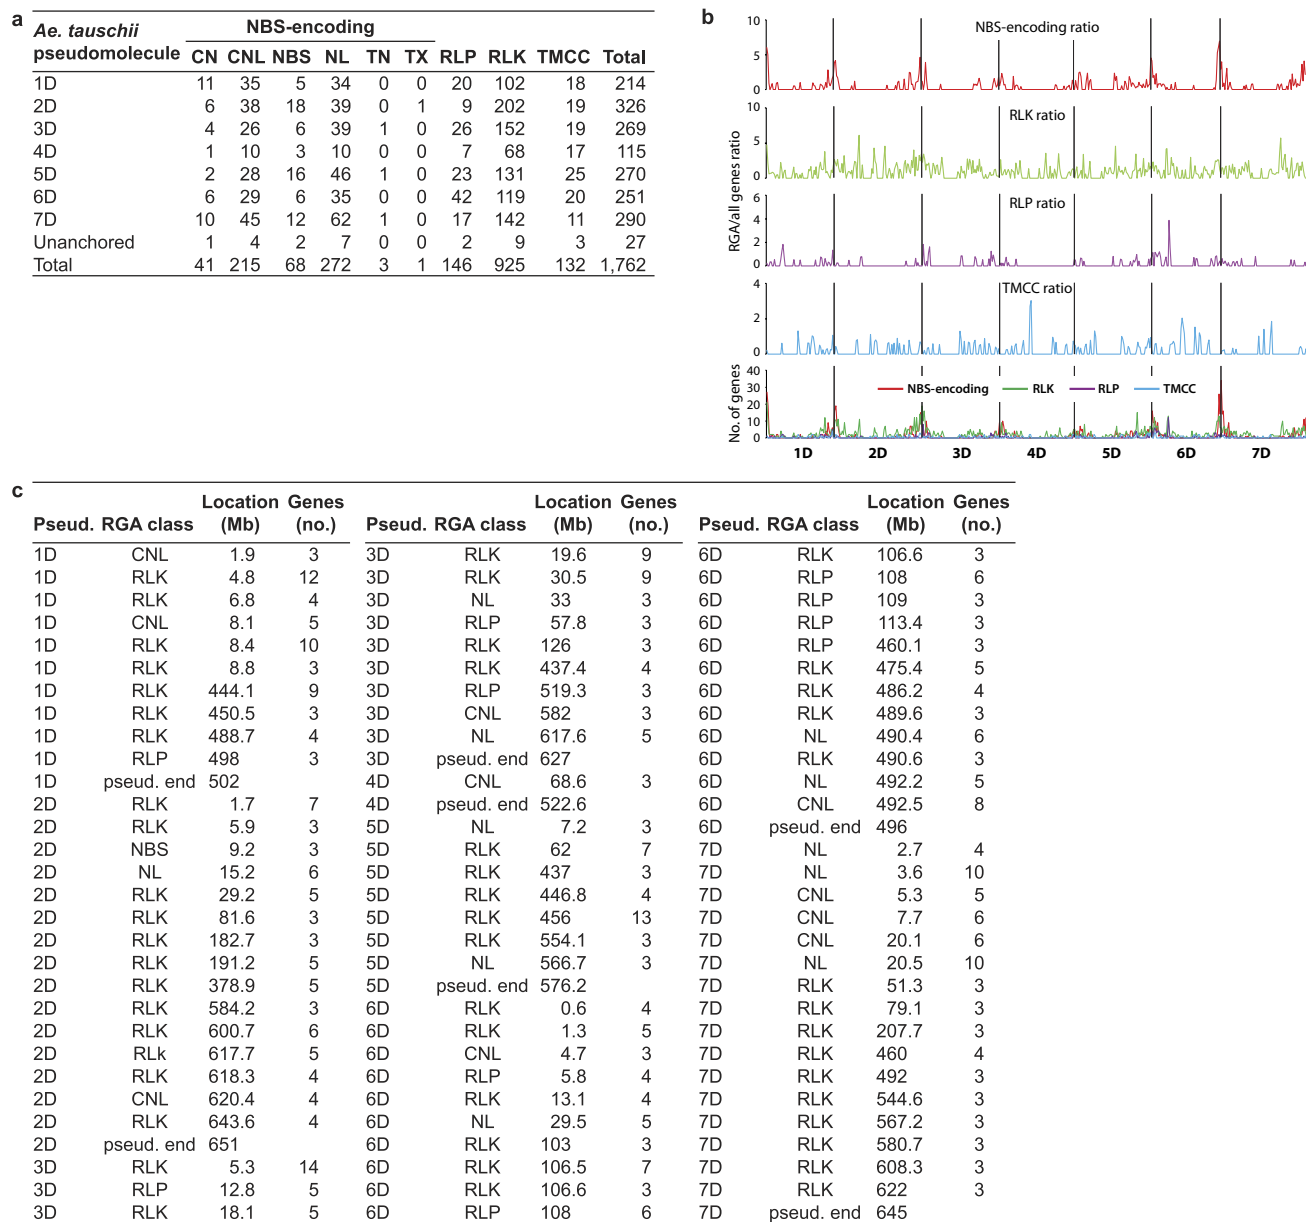 a
Ae. tauschii pseudomolecule NBS-encoding
CN CNL NBS NL TN TX RLP RLK TMCC Total
1D 11 35 5 34 0 0 20 102 18 214
2D 6 38 18 39 0 1 9 202 19 326
3D 4 26 6 39 1 0 26 152 19 269
4D 1 10 3 10 0 0 7 68 17 115
5D 2 28 16 46 1 0 23 131 25 270
6D 6 29 6 35 0 0 42 119 20 251
7D 10 45 12 62 1 0 17 142 11 290
Unanchored 1 4 2 7 0 0 2 9 3 27
Total 41 215 68 272 3 1 146 925 132 1,762
b
RGA/all genes ratio
NBS-encoding ratio
10
5
0
RLK ratio
10
5
0
RLP ratio
6
4
2
0
TMCC ratio
4
2
0
No. of genes
40
30
20
10
0
NBS-encoding RLK RLP TMCC
1D 2D 3D 4D 5D 6D 7D
c
Pseud. RGA class Location (Mb) Genes (no.) Pseud. RGA class Location (Mb) Genes (no.) Pseud. RGA class Location (Mb) Genes (no.)
1D CNL 1.9 3 3D RLK 19.6 9 6D RLK 106.6 3
1D RLK 4.8 12 3D RLK 30.5 9 6D RLP 108 6
1D RLK 6.8 4 3D NL 33 3 6D RLP 109 3
1D CNL 8.1 5 3D RLP 57.8 3 6D RLP 113.4 3
1D RLK 8.4 10 3D RLK 126 3 6D RLP 460.1 3
1D RLK 8.8 3 3D RLK 437.4 4 6D RLK 475.4 5
1D RLK 444.1 9 3D RLP 519.3 3 6D RLK 486.2 4
1D RLK 450.5 3 3D CNL 582 3 6D RLK 489.6 3
1D RLK 488.7 4 3D NL 617.6 5 6D NL 490.4 6
1D RLP 498 3 3D pseud. end 627 6D RLK 490.6 3
1D pseud. end 502 4D CNL 68.6 3 6D NL 492.2 5
2D RLK 1.7 7 4D pseud. end 522.6 6D CNL 492.5 8
2D RLK 5.9 3 5D NL 7.2 3 6D pseud. end 496
2D NBS 9.2 3 5D RLK 62 7 7D NL 2.7 4
2D NL 15.2 6 5D RLK 437 3 7D NL 3.6 10
2D RLK 29.2 5 5D RLK 446.8 4 7D CNL 5.3 5
2D RLK 81.6 3 5D RLK 456 13 7D CNL 7.7 6
2D RLK 182.7 3 5D RLK 554.1 3 7D CNL 20.1 6
2D RLK 191.2 5 5D NL 566.7 3 7D NL 20.5 10
2D RLK 378.9 5 5D pseud. end 576.2 7D RLK 51.3 3
2D RLK 584.2 3 6D RLK 0.6 4 7D RLK 79.1 3
2D RLK 600.7 6 6D RLK 1.3 5 7D RLK 207.7 3
2D RLk 617.7 5 6D CNL 4.7 3 7D RLK 460 4
2D RLK 618.3 4 6D RLP 5.8 4 7D RLK 492 3
2D CNL 620.4 4 6D RLK 13.1 4 7D RLK 544.6 3
2D RLK 643.6 4 6D NL 29.5 5 7D RLK 567.2 3
2D pseud. end 651 6D RLK 103 3 7D RLK 580.7 3
3D RLK 5.3 14 6D RLK 106.5 7 7D RLK 608.3 3
3D RLP 12.8 5 6D RLK 106.6 3 7D RLK 622 3
3D RLK 18.1 5 6D RLP 108 6 7D pseud. end 645